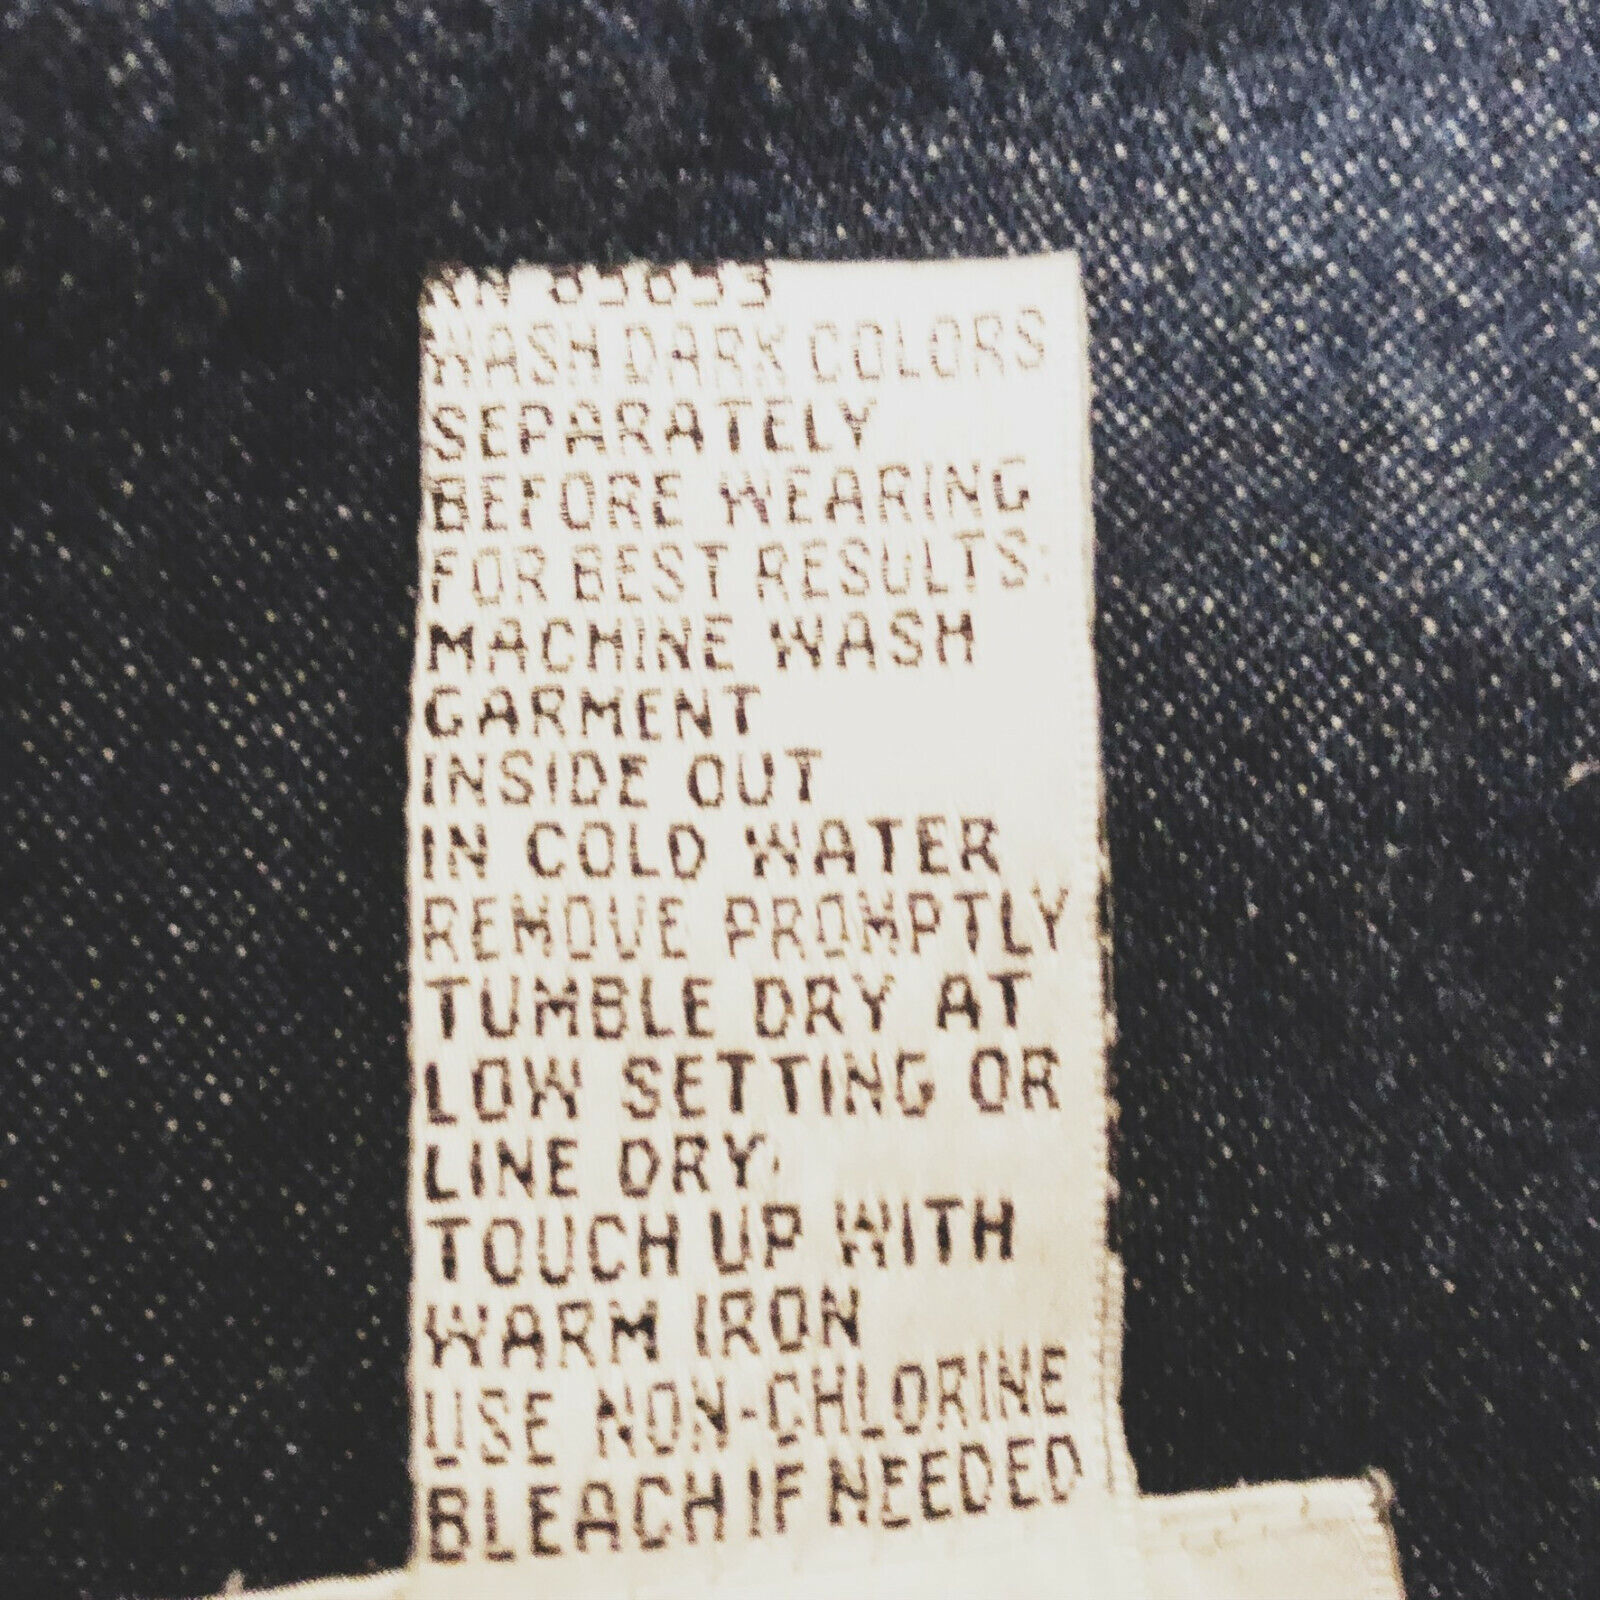 RN
WASH DARK COLORS
SEPARATELY
BEFORE WEARING
FOR BEST RESULTS:
MACHINE WASH
GARMENT
INSIDE OUT
IN COLD WATER
REMOVE PROMPTLY
TUMBLE DRY AT
LOW SETTING OR
LINE DRY.
TOUCH UP WITH
WARM IRON
USE NON-CHLORINE
BLEACH IF NEEDED